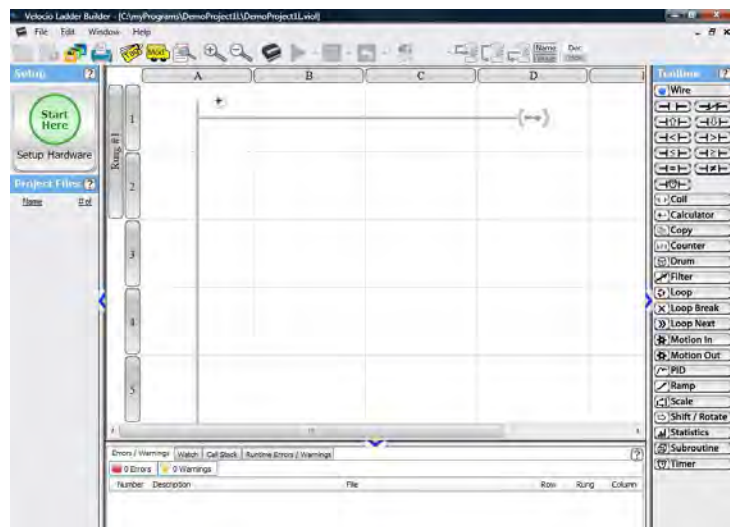 Velocio Ladder Builder - [C:\myPrograms\DemoProject1L\DemoProject1L.viol]
File Edit Window Help
Name
Dec
Setup ?
Toolbox ?
A B C D
Start
Here
Setup Hardware
Project Files ?
Name # of
Rung #1
1
2
3
4
5
Wire
Coil
Calculator
Copy
Counter
Drum
Filter
Loop
Loop Break
Loop Next
Motion In
Motion Out
PID
Ramp
Scale
Shift / Rotate
Statistics
Subroutine
Timer
Errors / Warnings Watch Call Stack Runtime Errors / Warnings ?
0 Errors 0 Warnings
Number Description File Row Rung Column